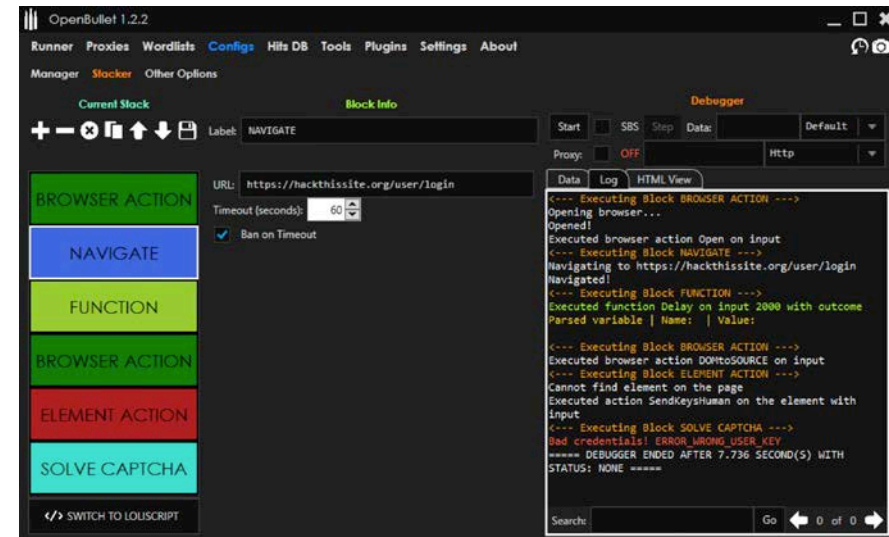 OpenBullet 1.2.2
Runner Proxies Wordlists Configs Hits DB Tools Plugins Settings About
Manager Stacker Other Options
Current Stack
Block Info
Debugger
Label: NAVIGATE
Start SBS Step Data: Default
Proxy: OFF Http
URL: https://hackthissite.org/user/login
Timeout (seconds): 60
Ban on Timeout
BROWSER ACTION
NAVIGATE
FUNCTION
BROWSER ACTION
ELEMENT ACTION
SOLVE CAPTCHA
</> SWITCH TO LOLISCRIPT
Data Log HTML View
<--- Executing Block BROWSER ACTION --->
Opening browser...
Opened!
Executed browser action Open on input
<--- Executing Block NAVIGATE --->
Navigating to https://hackthissite.org/user/login
Navigated!
<--- Executing Block FUNCTION --->
Executed function Delay on input 2000 with outcome
Parsed variable | Name: | Value:
<--- Executing Block BROWSER ACTION --->
Executed browser action DOMtoSOURCE on input
<--- Executing Block ELEMENT ACTION --->
Cannot find element on the page
Executed action SendKeysHuman on the element with
input
<--- Executing Block SOLVE CAPTCHA --->
Bad credentials! ERROR_WRONG_USER_KEY
===== DEBUGGER ENDED AFTER 7.736 SECOND(S) WITH
STATUS: NONE =====
Search: Go 0 of 0